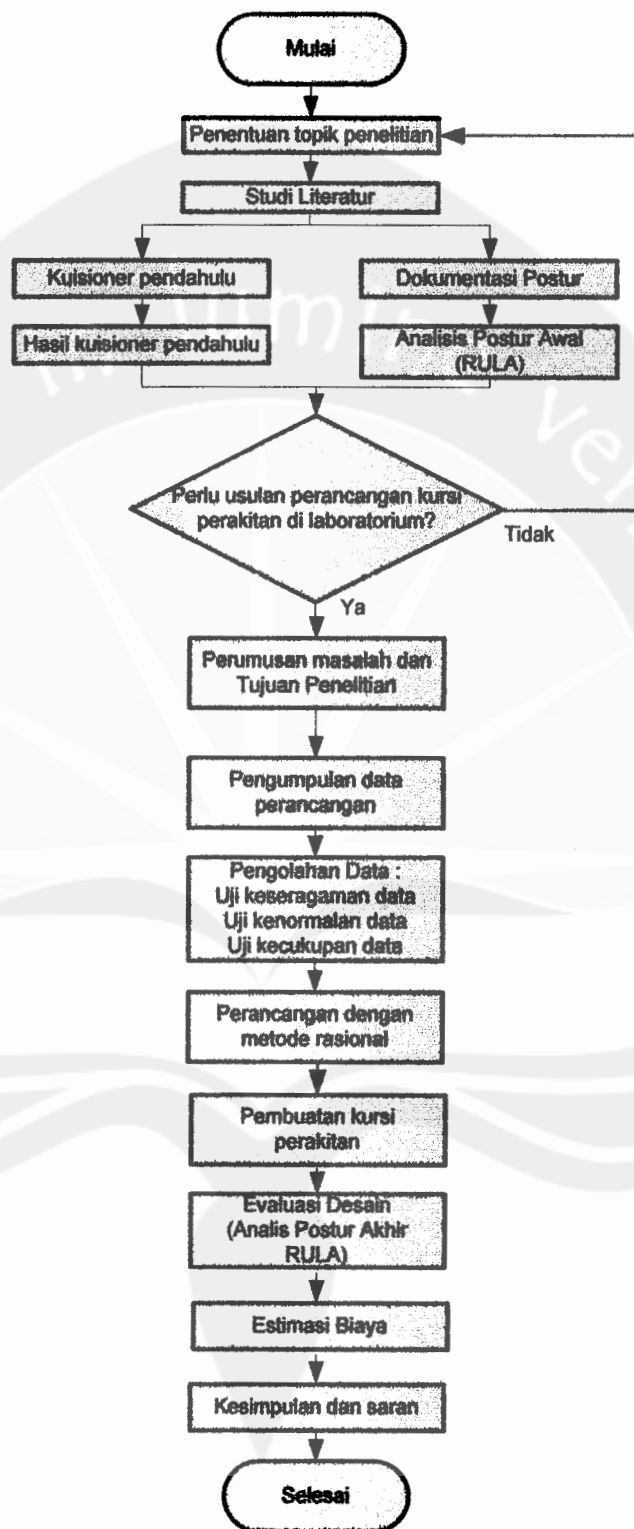 Mulai
Penentuan topik penelitian
Studi Literatur
Kuisioner pendahulu
Dokumentasi Postur
Hasil kuisioner pendahulu
Analisis Postur Awal
(RULA)
Perlu usulan perancangan kursi
perakitan di laboratorium?
Tidak
Ya
Perumusan masalah dan
Tujuan Penelitian
Pengumpulan data
perancangan
Pengolahan Data :
Uji keseragaman data
Uji kenormalan data
Uji kecukupan data
Perancangan dengan
metode rasional
Pembuatan kursi
perakitan
Evaluasi Desain
(Analis Postur Akhir
RULA)
Estimasi Biaya
Kesimpulan dan saran
Selesai